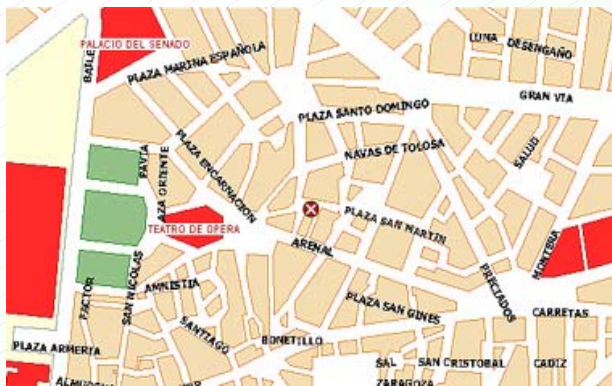 LUNA DESENGAÑO
PALACIO DEL SENADO
BAILE
PLAZA MARINA ESPAÑOLA
GRAN VIA
PLAZA SANTO DOMINGO
PLAZA ENCARNACION
NAVAS DE TOLOSA
SALUD
PAVIA
AZA ORIENTE
PLAZA SAN MARTIN
TEATRO DE OPERA
ARENAL
MONTERA
PRECIADOS
FACTOR
SAN NICOLAS
AMNISTIA
PLAZA SAN GINES
CARRETAS
SANTIAGO
BONETILLO
PLAZA ARMERIA
SAL SAN CRISTOBAL CADIZ
ZARAGOZA